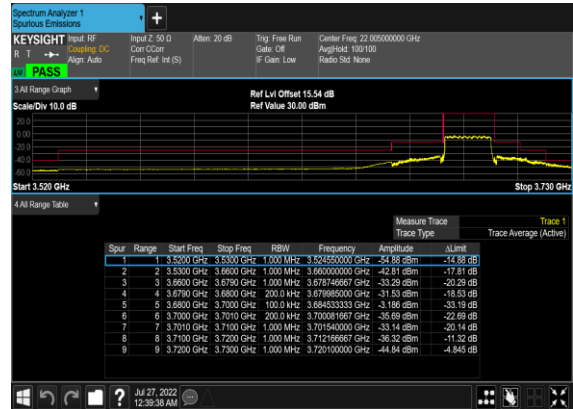 Spectrum Analyzer 1
Spurious Emissions
+
KEYSIGHT Input: RF Input Z: 50 Ω Atten: 20 dB Trig: Free Run Center Freq: 22.005000000 GHz
R T Coupling: DC Corr CCorr Gate: Off Avg|Hold: 100/100
Align: Auto Freq Ref: Int (S) IF Gain: Low Radio Std: None
PASS
3 All Range Graph
Ref Lvl Offset 15.54 dB
Scale/Div 10.0 dB Ref Value 30.00 dBm
20.0
0.00
-20.0
-40.0
-60.0
Start 3.520 GHz Stop 3.730 GHz
4 All Range Table
Measure Trace Trace 1
Trace Type Trace Average (Active)
Spur Range Start Freq Stop Freq RBW Frequency Amplitude ΔLimit
1 1 3.5200 GHz 3.5300 GHz 1.000 MHz 3.524550000 GHz -54.88 dBm -14.88 dB
2 2 3.5300 GHz 3.6600 GHz 1.000 MHz 3.660000000 GHz -42.81 dBm -17.81 dB
3 3 3.6600 GHz 3.6790 GHz 1.000 MHz 3.678746667 GHz -33.29 dBm -20.29 dB
4 4 3.6790 GHz 3.6800 GHz 200.0 kHz 3.679985000 GHz -31.53 dBm -18.53 dB
5 5 3.6800 GHz 3.7000 GHz 100.0 kHz 3.684533333 GHz -3.186 dBm -33.19 dB
6 6 3.7000 GHz 3.7010 GHz 200.0 kHz 3.700081667 GHz -35.69 dBm -22.69 dB
7 7 3.7010 GHz 3.7100 GHz 1.000 MHz 3.701540000 GHz -33.14 dBm -20.14 dB
8 8 3.7100 GHz 3.7200 GHz 1.000 MHz 3.712166667 GHz -36.32 dBm -11.32 dB
9 9 3.7200 GHz 3.7300 GHz 1.000 MHz 3.720100000 GHz -44.84 dBm -4.845 dB
? Jul 27, 2022
12:39:38 AM